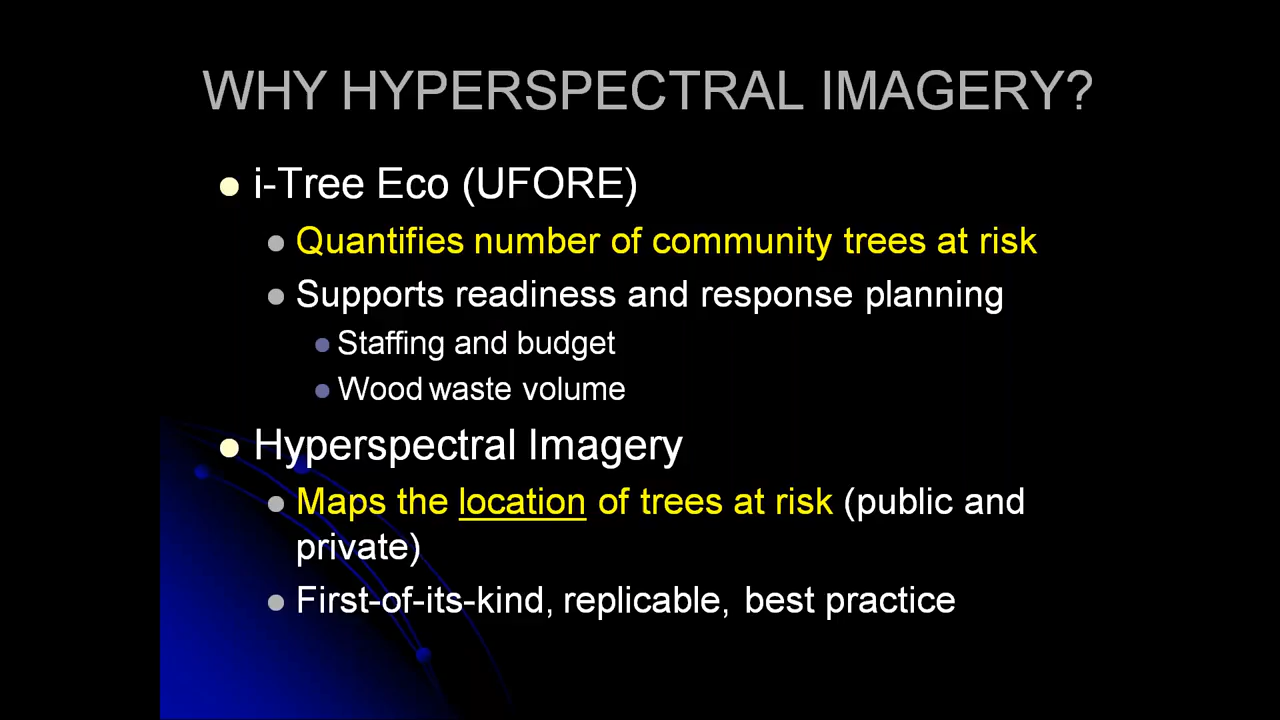 WHY HYPERSPECTRAL IMAGERY?
i-Tree Eco (UFORE)
Quantifies number of community trees at risk
Supports readiness and response planning
Staffing and budget
Wood waste volume
Hyperspectral Imagery
Maps the location of trees at risk (public and
private)
First-of-its-kind, replicable, best practice